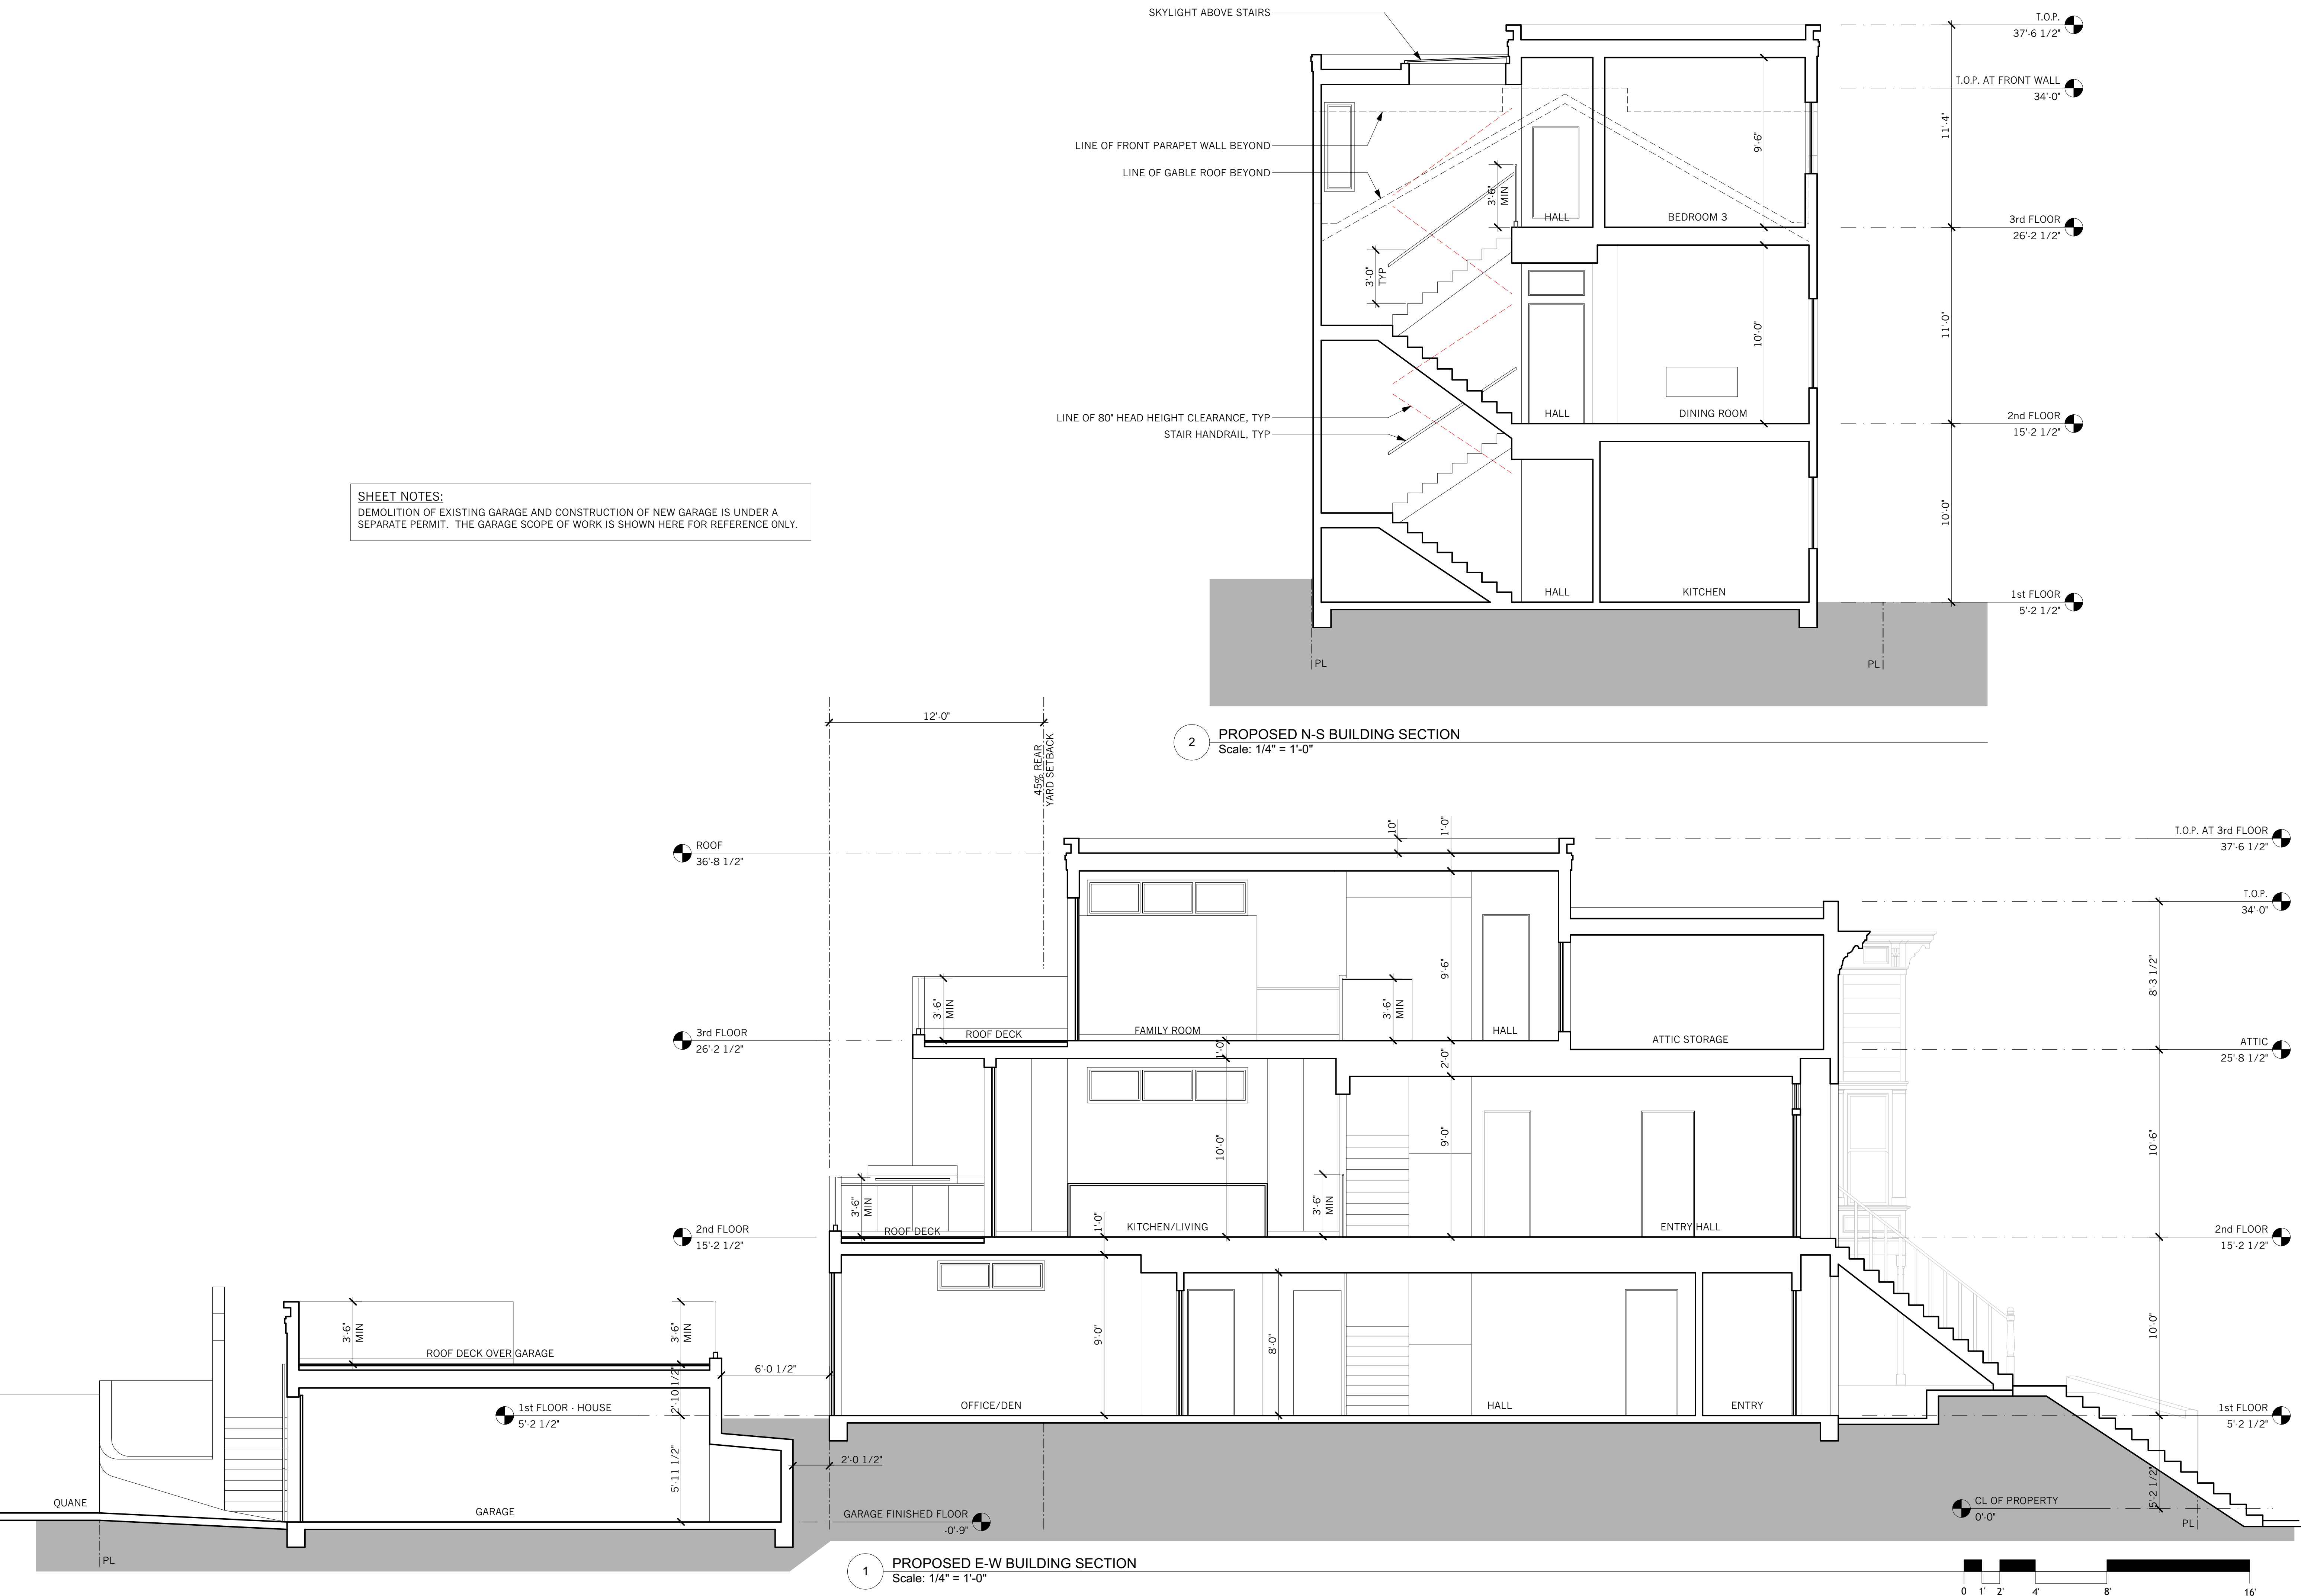 SKYLIGHT ABOVE STAIRS
T.O.P.
37'-6 1/2"
T.O.P. AT FRONT WALL
34'-0"
LINE OF FRONT PARAPET WALL BEYOND
LINE OF GABLE ROOF BEYOND
11'-4"
9'-6"
3'-6"
MIN
HALL
BEDROOM 3
3rd FLOOR
26'-2 1/2"
3'-0"
TYP
10'-0"
11'-0"
LINE OF 80" HEAD HEIGHT CLEARANCE, TYP
STAIR HANDRAIL, TYP
HALL
DINING ROOM
2nd FLOOR
15'-2 1/2"
SHEET NOTES:
DEMOLITION OF EXISTING GARAGE AND CONSTRUCTION OF NEW GARAGE IS UNDER A
SEPARATE PERMIT.  THE GARAGE SCOPE OF WORK IS SHOWN HERE FOR REFERENCE ONLY.
10'-0"
HALL
KITCHEN
1st FLOOR
5'-2 1/2"
PL
PL
2
PROPOSED N-S BUILDING SECTION
Scale: 1/4" = 1'-0"
12'-0"
45% REAR
YARD SETBACK
ROOF
36'-8 1/2"
10"
1'-0"
T.O.P. AT 3rd FLOOR
37'-6 1/2"
T.O.P.
34'-0"
9'-6"
8'-3 1/2"
3'-6"
MIN
3'-6"
MIN
3rd FLOOR
26'-2 1/2"
ROOF DECK
FAMILY ROOM
HALL
ATTIC STORAGE
ATTIC
25'-8 1/2"
1'-0"
2'-0"
10'-0"
9'-0"
10'-6"
3'-6"
MIN
3'-6"
MIN
2nd FLOOR
15'-2 1/2"
ROOF DECK
1'-0"
KITCHEN/LIVING
ENTRY HALL
2nd FLOOR
15'-2 1/2"
3'-6"
MIN
3'-6"
MIN
9'-0"
8'-0"
10'-0"
ROOF DECK OVER GARAGE
6'-0 1/2"
2'-10 1/2"
1st FLOOR - HOUSE
5'-2 1/2"
OFFICE/DEN
HALL
ENTRY
1st FLOOR
5'-2 1/2"
5'-11 1/2"
2'-0 1/2"
5'-2 1/2"
QUANE
GARAGE
GARAGE FINISHED FLOOR
-0'-9"
CL OF PROPERTY
0'-0"
PL
PL
1
PROPOSED E-W BUILDING SECTION
Scale: 1/4" = 1'-0"
0 1' 2' 4' 8' 16'